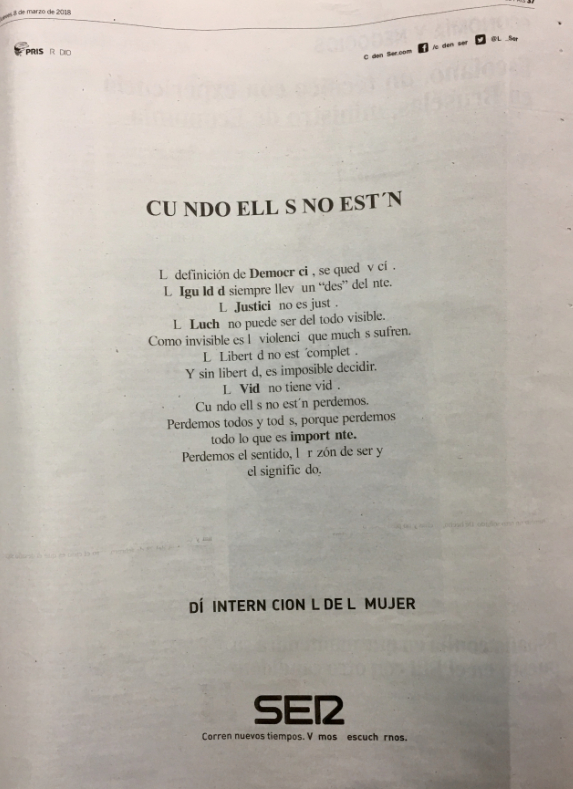 8 de marzo de 2018
37
PRIS R DIO
C den Ser.com /c den ser @L _Ser
CU NDO ELL S NO EST´N
L definición de Democr ci , se qued v cí .
L Igu ld d siempre llev un “des” del nte.
L Justici no es just .
L Luch no puede ser del todo visible.
Como invisible es l violenci que much s sufren.
L Libert d no est ´complet .
Y sin libert d, es imposible decidir.
L Vid no tiene vid .
Cu ndo ell s no est´n perdemos.
Perdemos todos y tod s, porque perdemos
todo lo que es import nte.
Perdemos el sentido, l r zón de ser y
el signific do.
DÍ INTERN CION L DE L MUJER
SER
Corren nuevos tiempos. V mos escuch rnos.